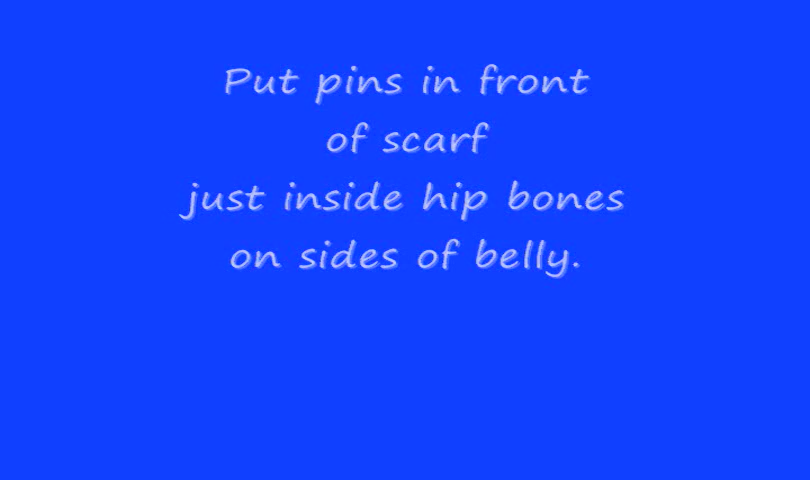 Put pins in front
of scarf
just inside hip bones
on sides of belly.